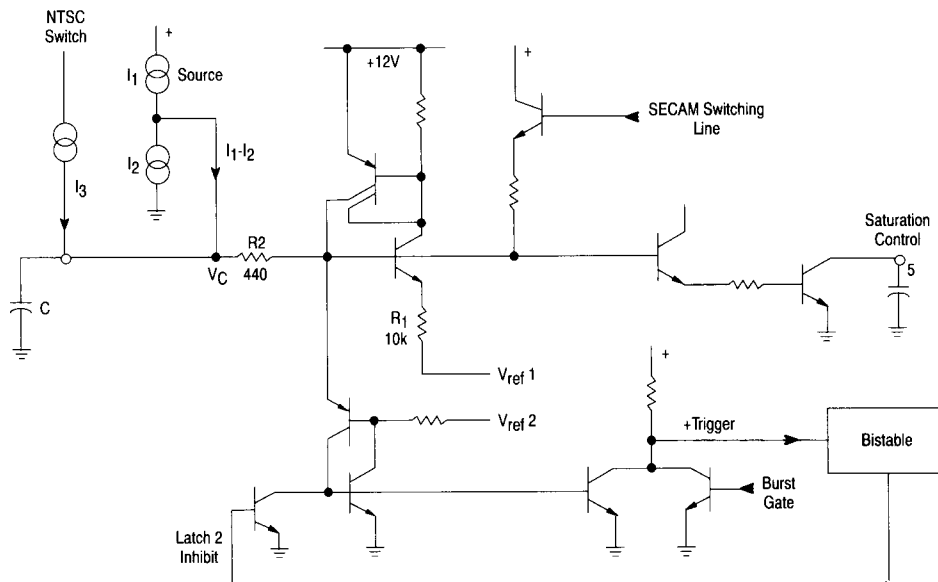 NTSC
Switch
+
I1
Source
I2
I1-I2
I3
+12V
+
SECAM Switching
Line
Saturation
Control
5
R2
440
VC
C
R1
10k
Vref 1
Vref 2
+
+Trigger
Bistable
Burst
Gate
Latch 2
Inhibit